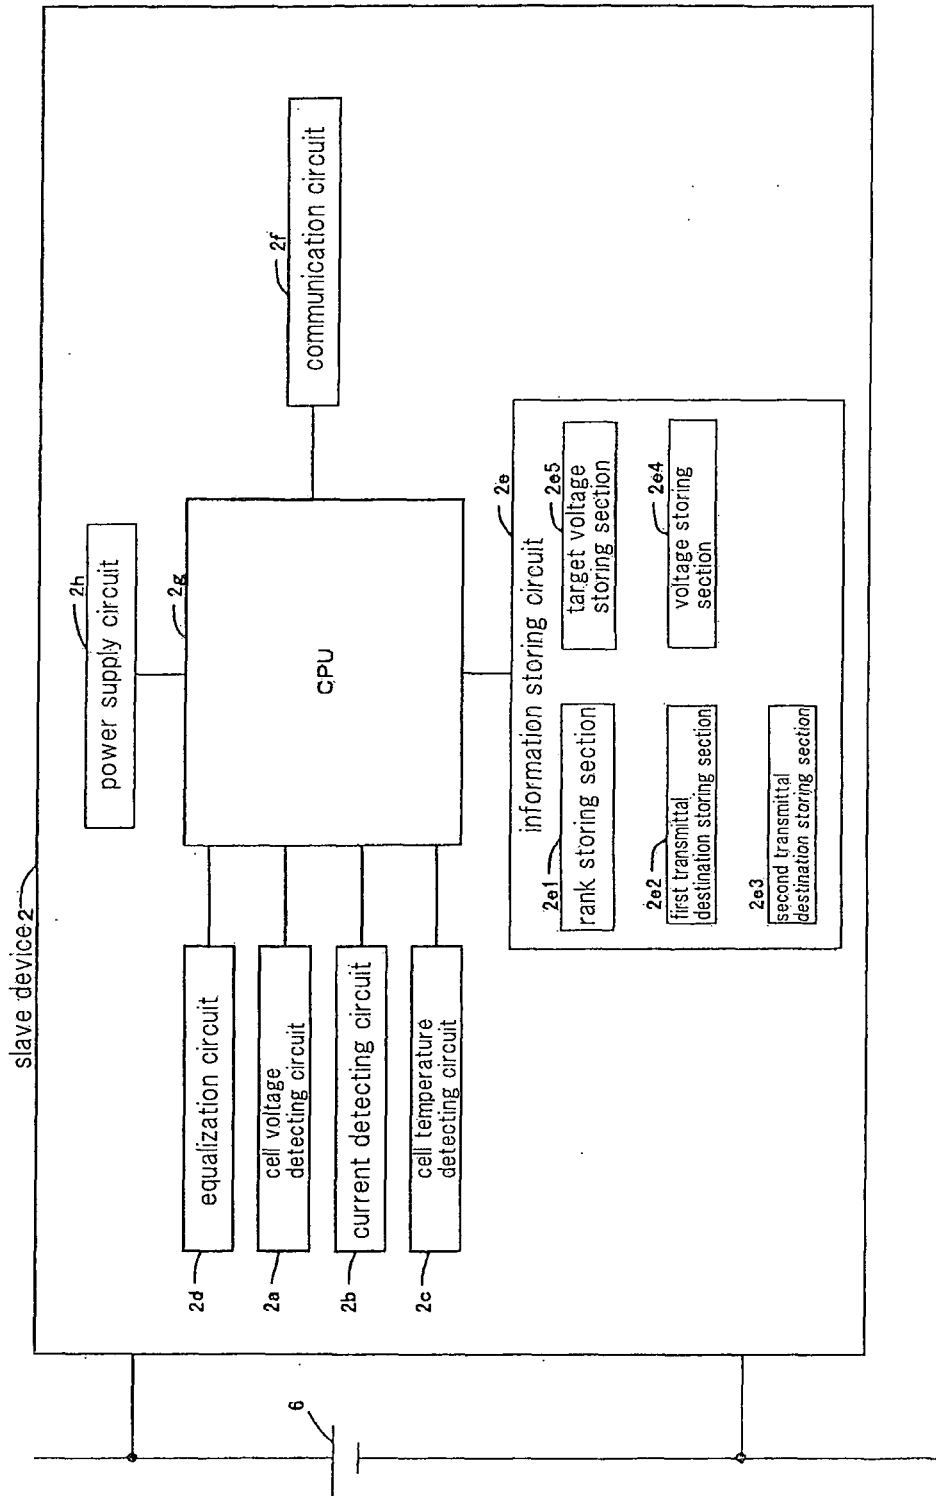 slave device
2
power supply circuit
2h
2g
CPU
communication circuit
2f
equalization circuit
2d
cell voltage
detecting circuit
2a
current detecting circuit
2b
cell temperature
detecting circuit
2c
information storing circuit
2e
rank storing section
2e1
target voltage
storing section
2e5
first transmittal
destination storing section
2e2
voltage storing
section
2e4
second transmittal
destination storing section
2e3
6